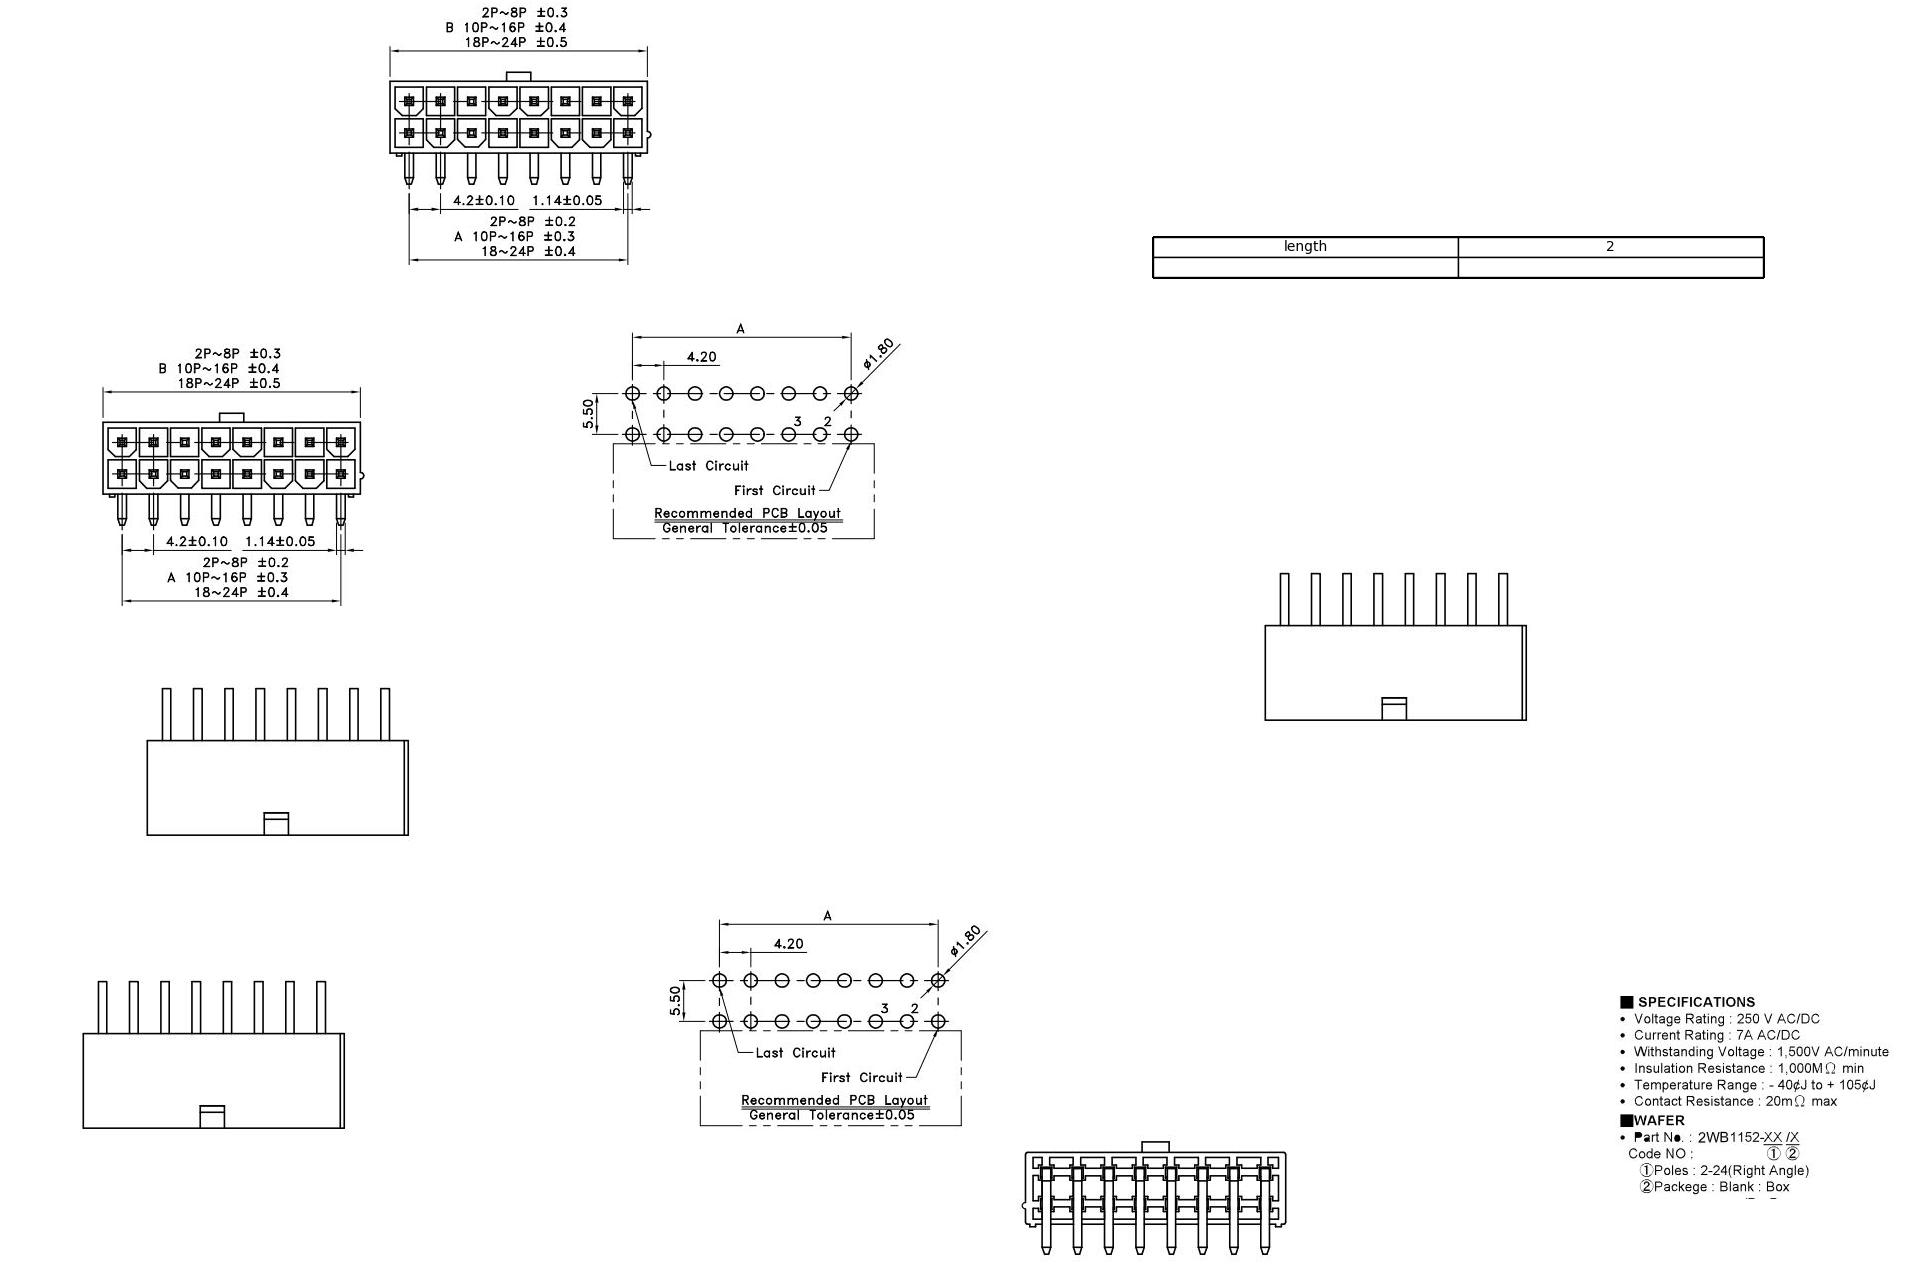 2P~8P ±0.3
B 10P~16P ±0.4
18P~24P ±0.5
4.2±0.10 1.14±0.05
2P~8P ±0.2
A 10P~16P ±0.3
18~24P ±0.4
length 2
2P~8P ±0.3
B 10P~16P ±0.4
18P~24P ±0.5
4.2±0.10 1.14±0.05
2P~8P ±0.2
A 10P~16P ±0.3
18~24P ±0.4
A
4.20
ø1.80
5.50
3 2
Last Circuit
First Circuit
Recommended PCB Layout
General Tolerance±0.05
A
4.20
ø1.80
5.50
3 2
Last Circuit
First Circuit
Recommended PCB Layout
General Tolerance±0.05
■ SPECIFICATIONS
• Voltage Rating : 250 V AC/DC
• Current Rating : 7A AC/DC
• Withstanding Voltage : 1,500V AC/minute
• Insulation Resistance : 1,000MΩ min
• Temperature Range : - 40¢J to + 105¢J
• Contact Resistance : 20mΩ max
■WAFER
• Part No. : 2WB1152-XX /X
Code NO : ① ②
①Poles : 2-24(Right Angle)
②Packege : Blank : Box